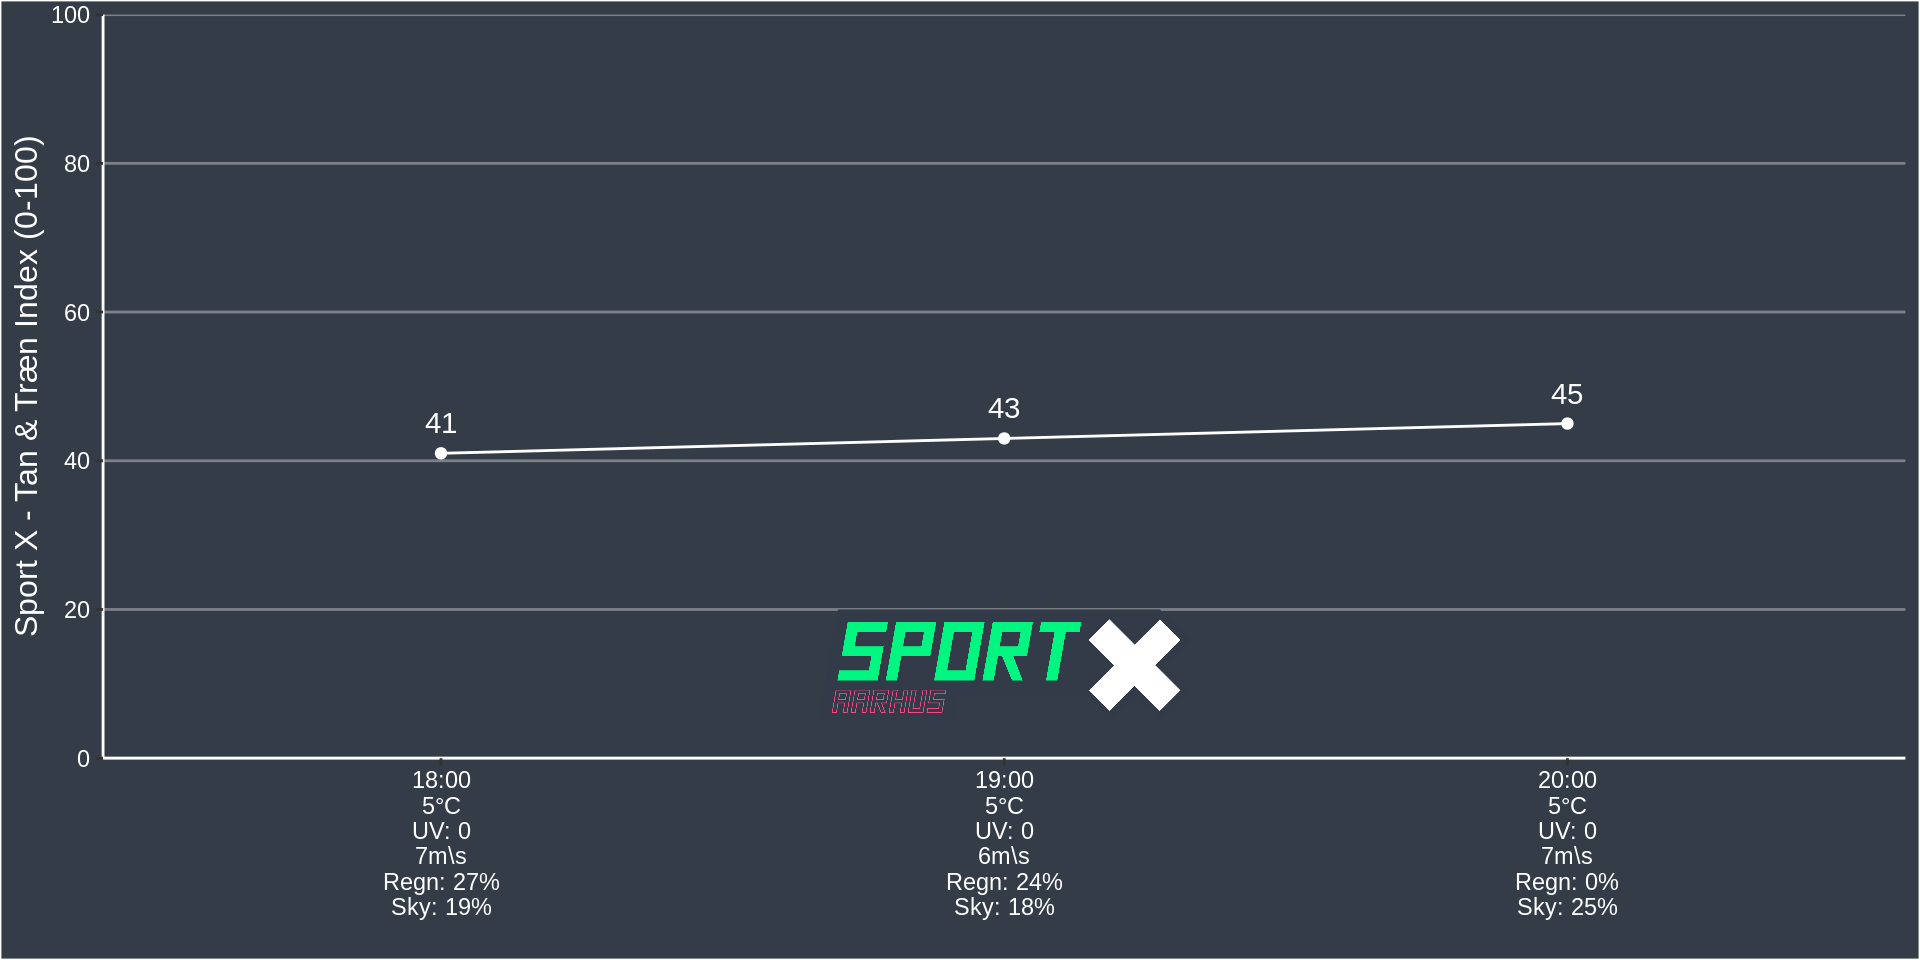 Sport X - Tan & Træn Index (0-100)
100
80
60
40
20
0
41
43
45
SPORT X
AARHUS
18:00
5°C
UV: 0
7m\s
Regn: 27%
Sky: 19%
19:00
5°C
UV: 0
6m\s
Regn: 24%
Sky: 18%
20:00
5°C
UV: 0
7m\s
Regn: 0%
Sky: 25%